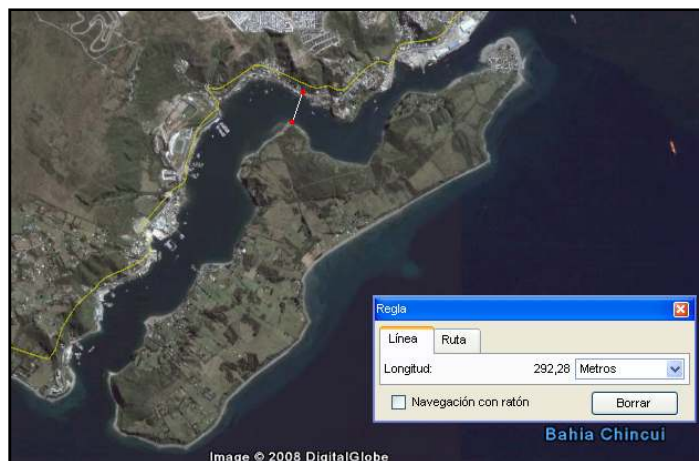 Regla
Línea Ruta
Longitud: 292,28 Metros
Navegación con ratón Borrar
Bahia Chincui
Image © 2008 DigitalGlobe